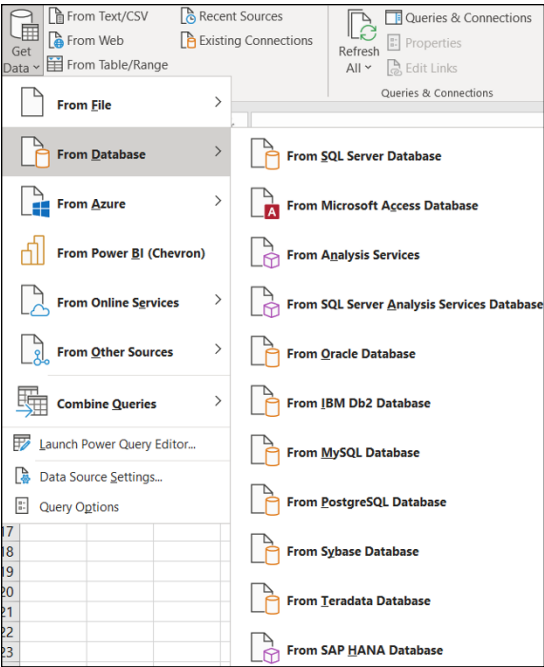 Get
Data
From Text/CSV
From Web
From Table/Range
Recent Sources
Existing Connections
Refresh
All
Queries & Connections
Properties
Edit Links
Queries & Connections
From File
From Database
From Azure
From Power BI (Chevron)
From Online Services
From Other Sources
Combine Queries
Launch Power Query Editor...
Data Source Settings...
Query Options
From SQL Server Database
From Microsoft Access Database
A
From Analysis Services
From SQL Server Analysis Services Database
From Oracle Database
From IBM Db2 Database
From MySQL Database
From PostgreSQL Database
From Sybase Database
From Teradata Database
From SAP HANA Database
17
18
19
20
21
22
23